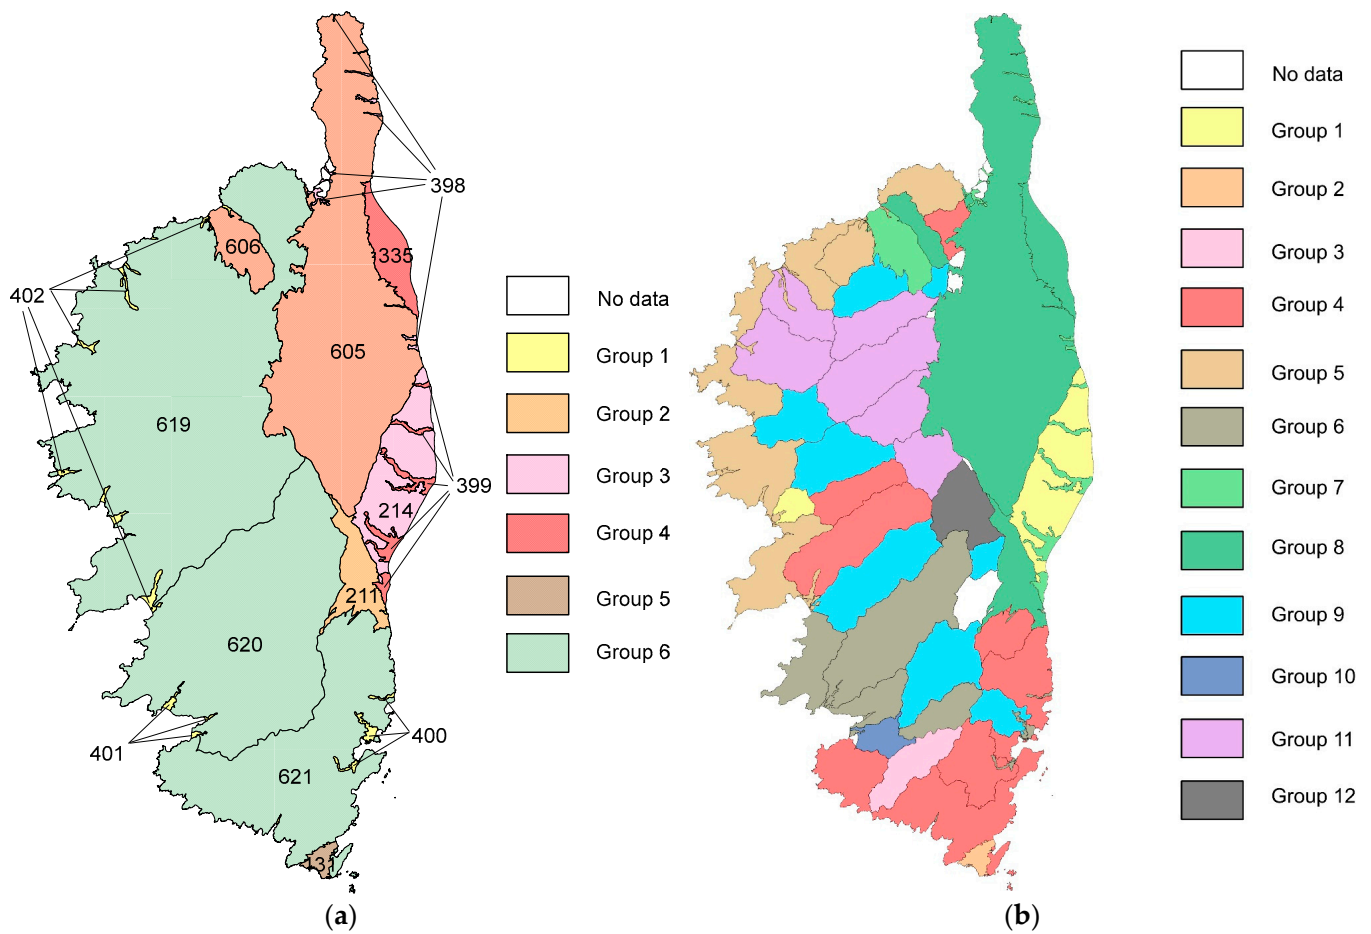 398
606
335
402
605
619
399
214
211
620
401
400
621
131
No data
Group 1
Group 2
Group 3
Group 4
Group 5
Group 6
No data
Group 1
Group 2
Group 3
Group 4
Group 5
Group 6
Group 7
Group 8
Group 9
Group 10
Group 11
Group 12
(a)
(b)